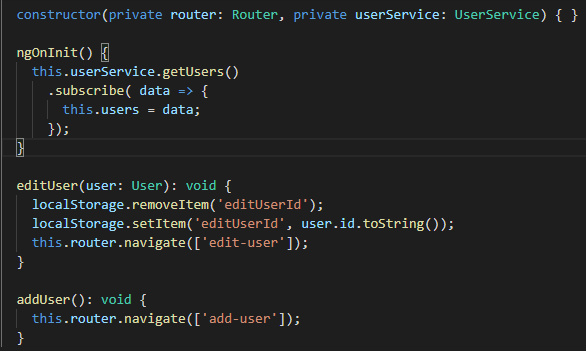 constructor(private router: Router, private userService: UserService) { }
ngOnInit() {
this.userService.getUsers()
.subscribe( data => {
this.users = data;
});
}
editUser(user: User): void {
localStorage.removeItem('editUserId');
localStorage.setItem('editUserId', user.id.toString());
this.router.navigate(['edit-user']);
}
addUser(): void {
this.router.navigate(['add-user']);
}